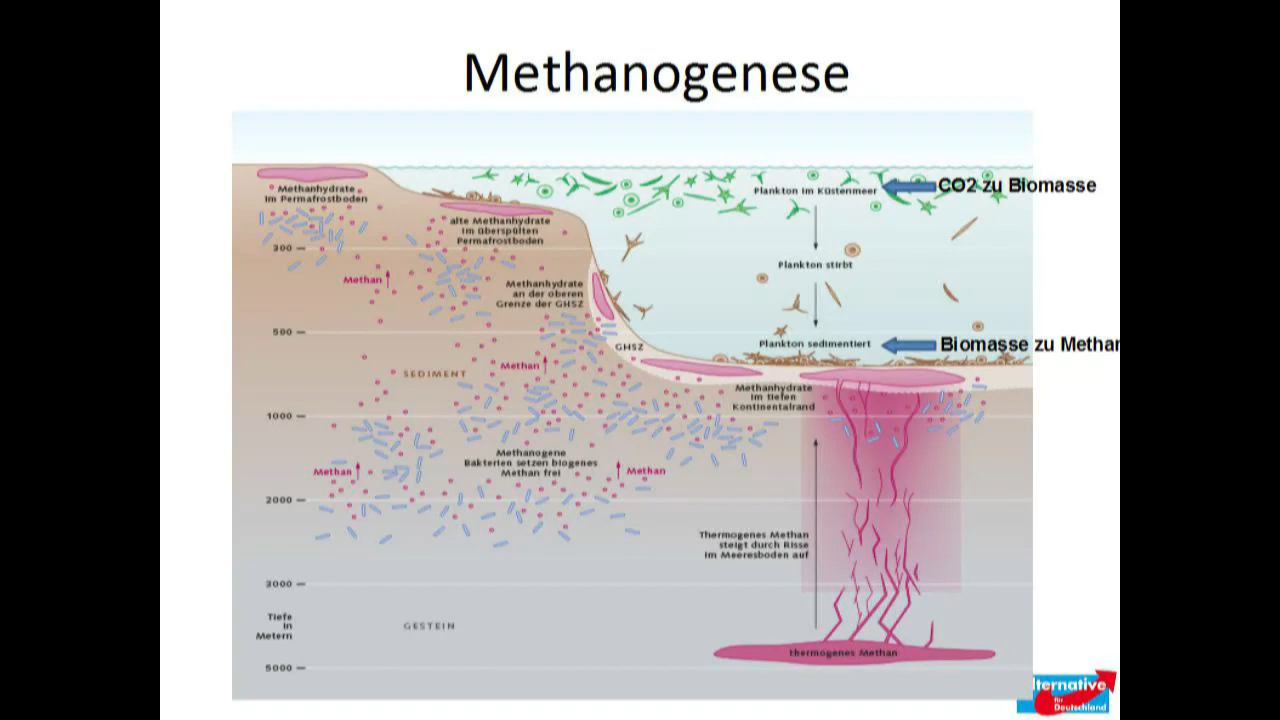 Methanogenese
Methanhydrate
im Permafrostboden
alte Methanhydrate
im überspülten
Permafrostboden
Plankton im Küstenmeer
CO2 zu Biomasse
300
Methan
Methanhydrate
an der oberen
Grenze der GHSZ
Plankton stirbt
500
GHSZ
Plankton sedimentiert
Biomasse zu Methan
SEDIMENT
Methan
Methanhydrate
im tiefen
Kontinentalrand
1000
Methanogene
Bakterien setzen biogenes
Methan frei
Methan
Methan
2000
Thermogenes Methan
steigt durch Risse
im Meeresboden auf
3000
Tiefe
in
Metern
GESTEIN
thermogenes Methan
5000
lternative
für
Deutschland